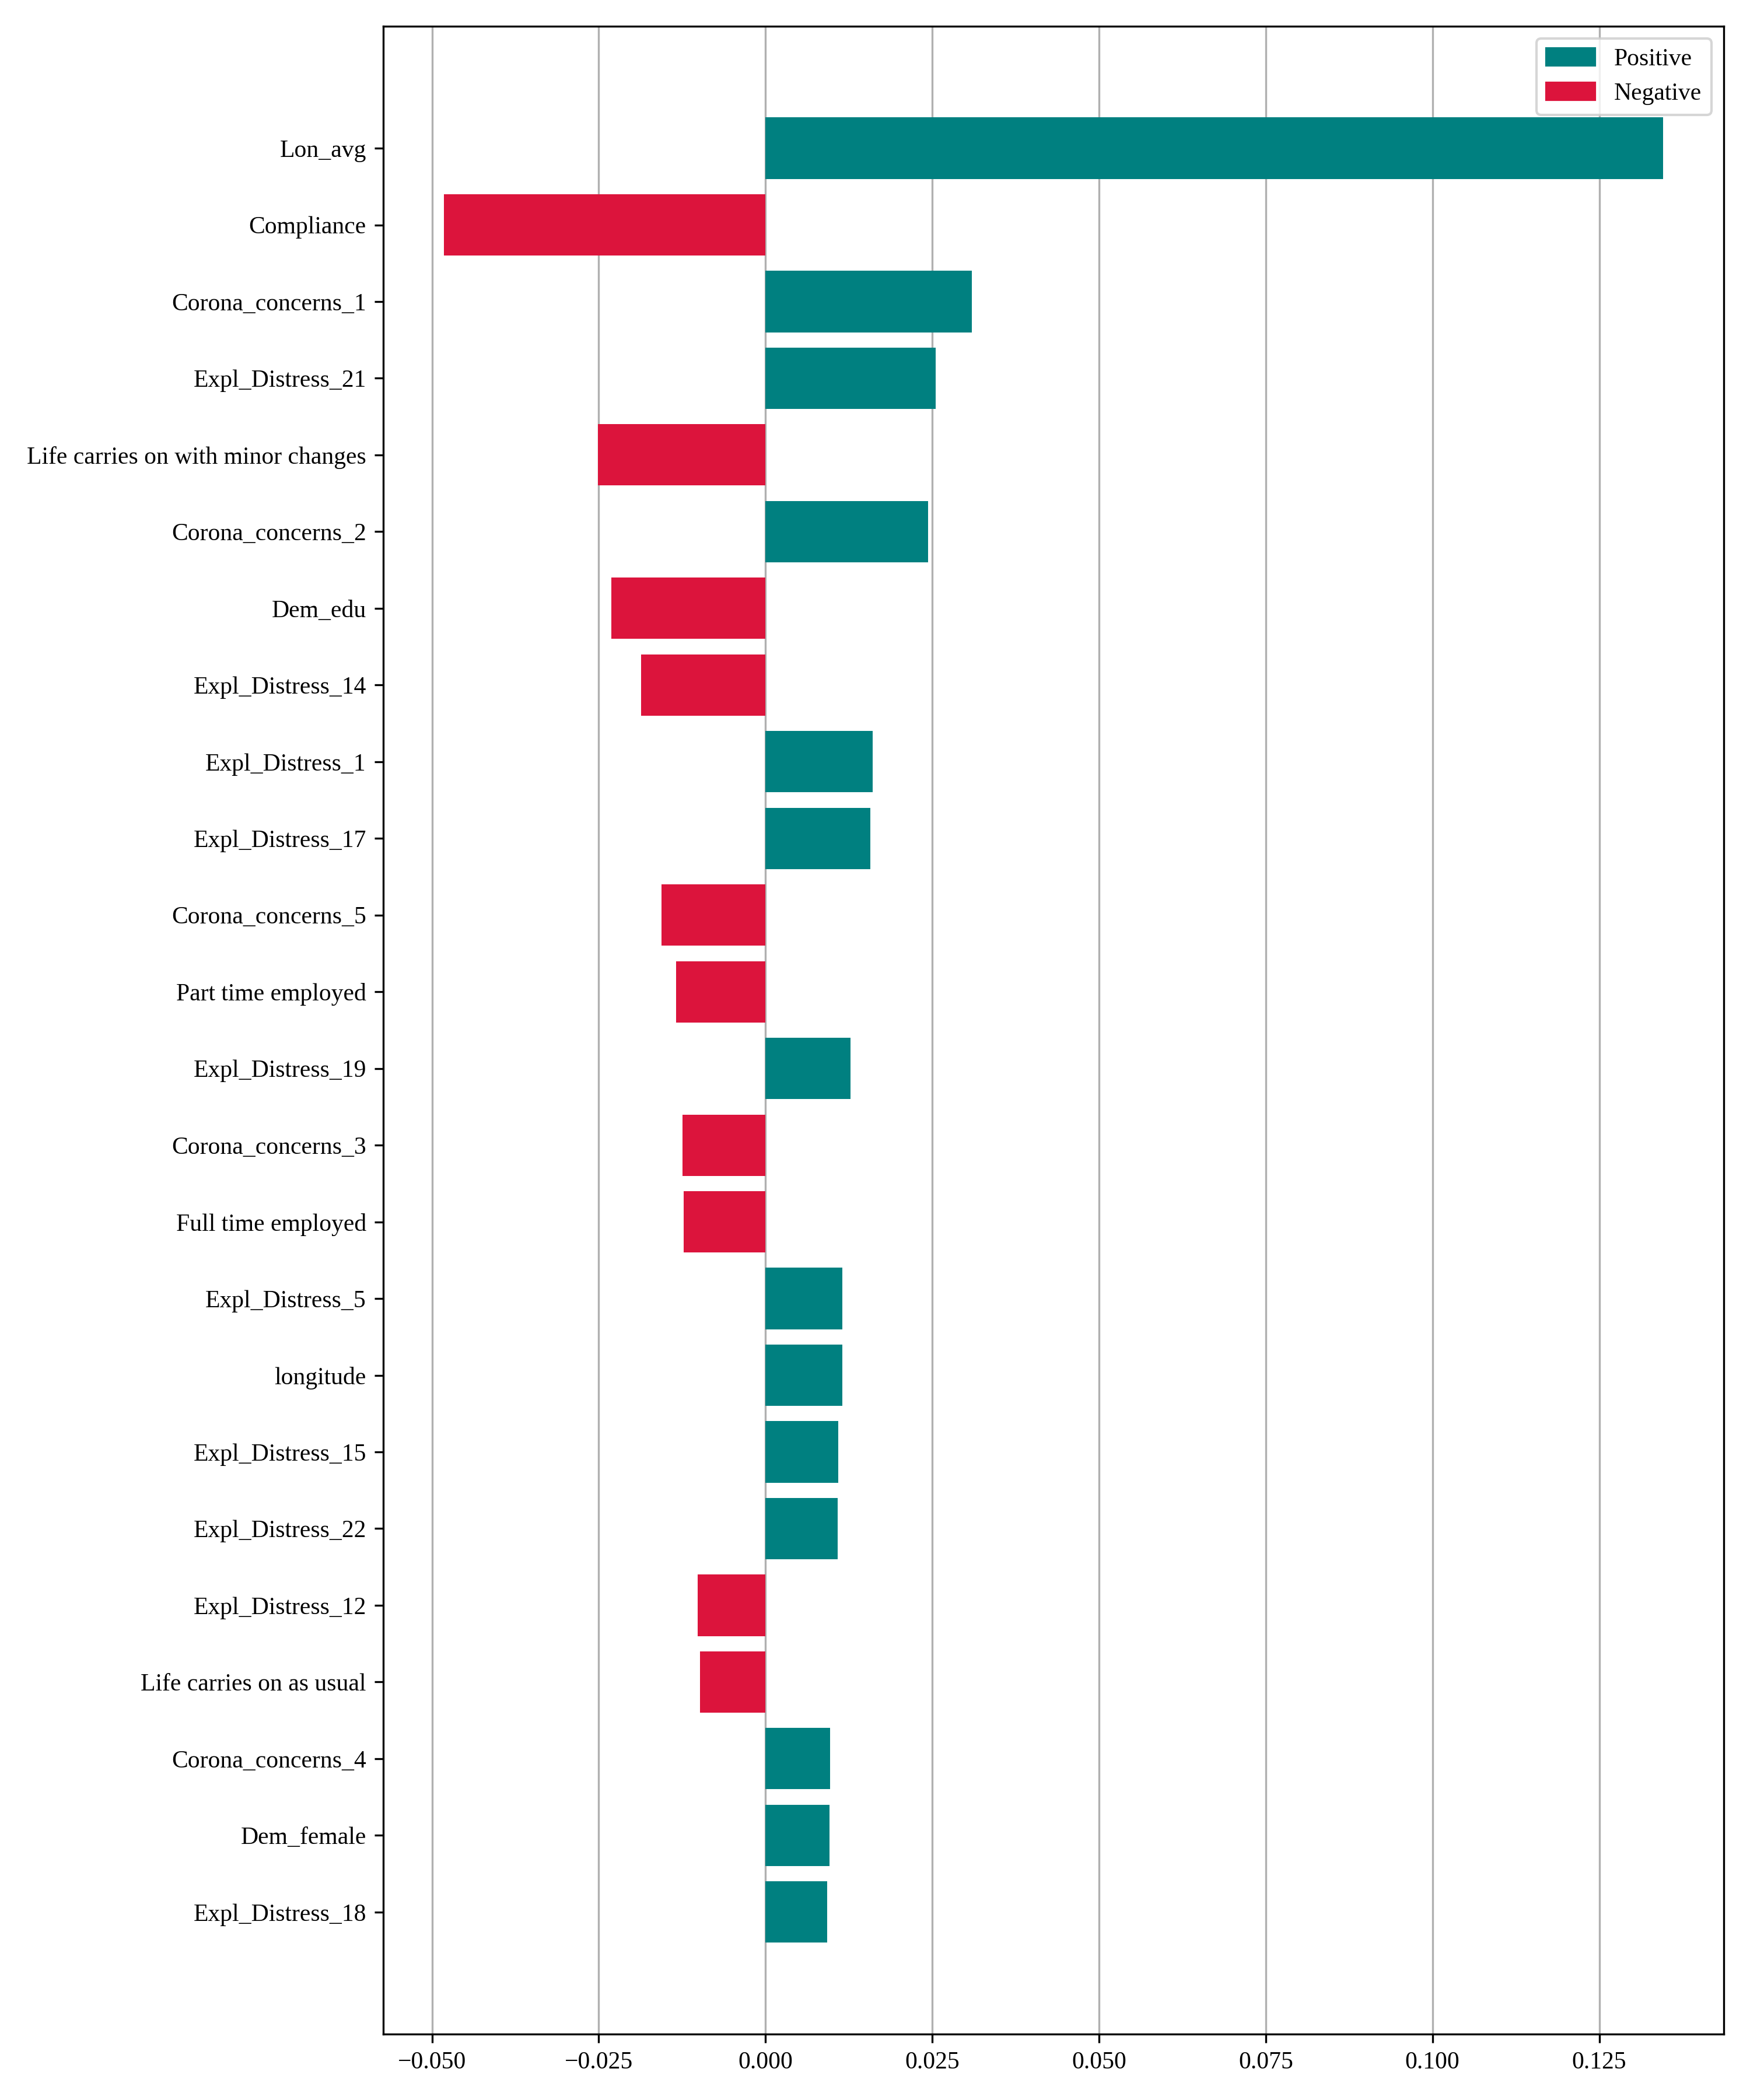 Positive
Negative
Lon_avg
Compliance
Corona_concerns_1
Expl_Distress_21
Life carries on with minor changes
Corona_concerns_2
Dem_edu
Expl_Distress_14
Expl_Distress_1
Expl_Distress_17
Corona_concerns_5
Part time employed
Expl_Distress_19
Corona_concerns_3
Full time employed
Expl_Distress_5
longitude
Expl_Distress_15
Expl_Distress_22
Expl_Distress_12
Life carries on as usual
Corona_concerns_4
Dem_female
Expl_Distress_18
−0.050 −0.025 0.000 0.025 0.050 0.075 0.100 0.125